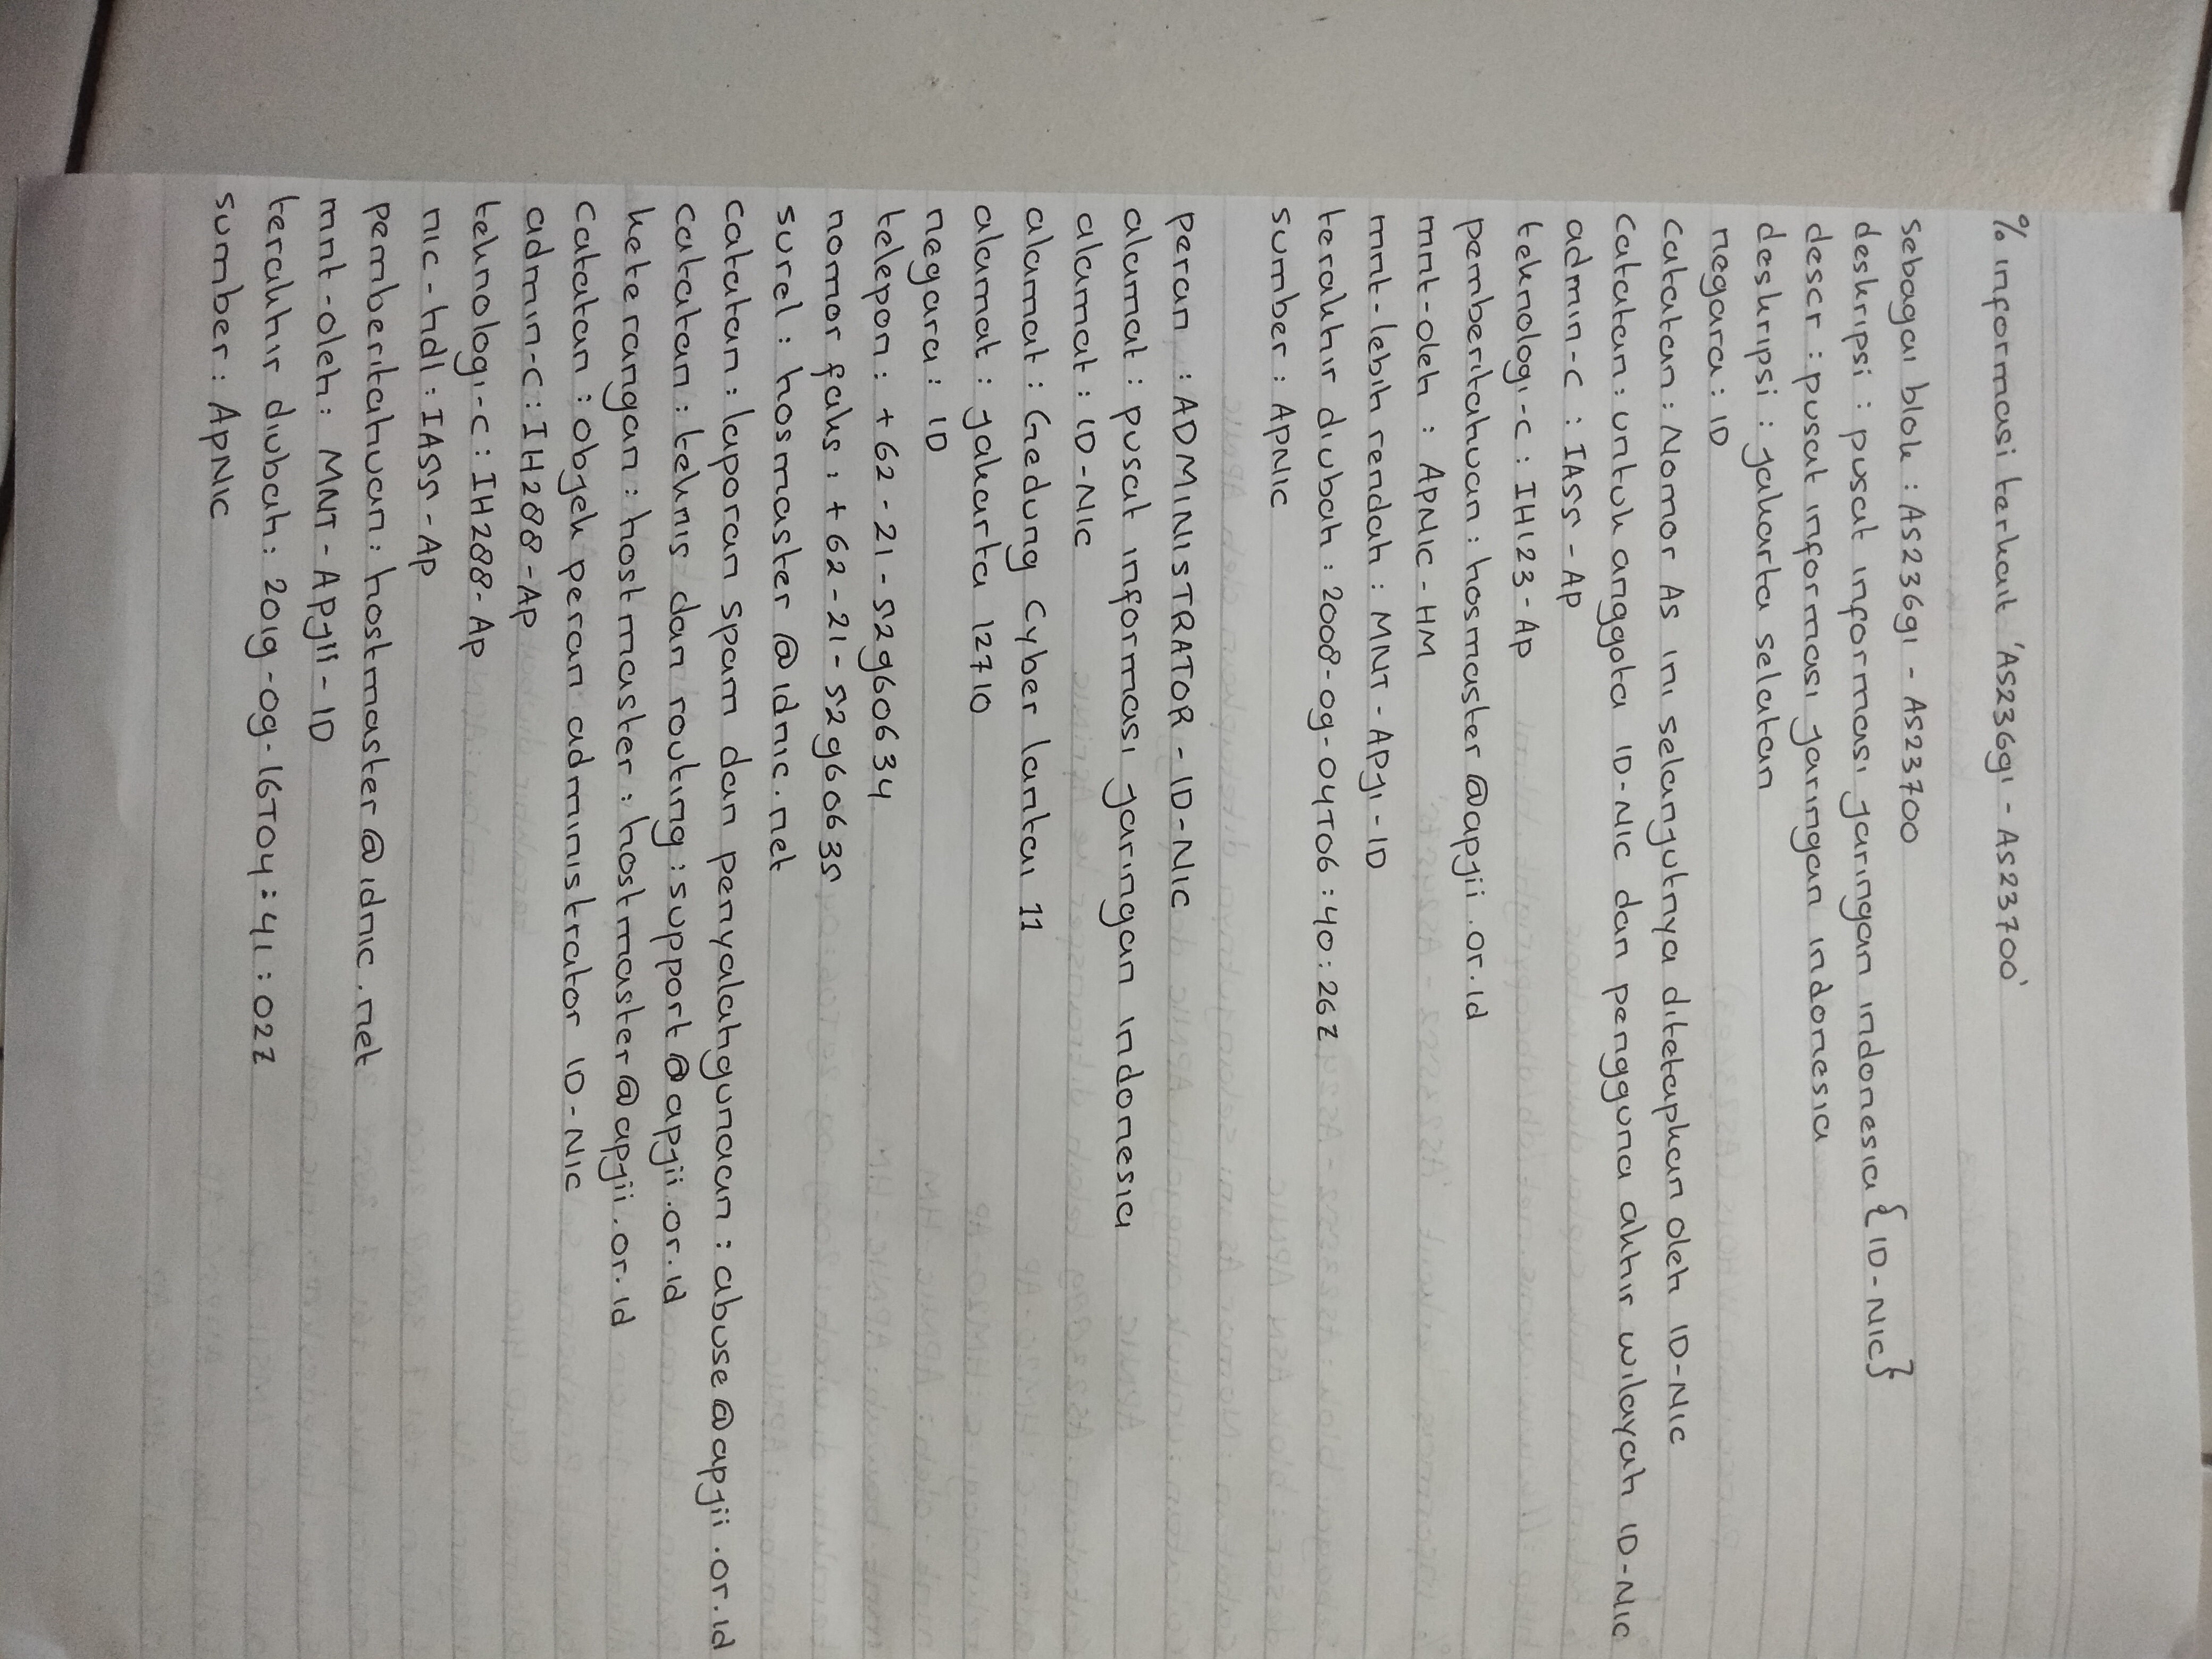 % informasi terkait 'AS23691 - AS23700'
sebagai blok : AS23691 - AS23700
deskripsi : pusat informasi jaringan indonesia {ID-NIC}
descr : pusat informasi jaringan indonesia
deskripsi : jakarta selatan
negara : ID
catatan : Nomor AS ini selanjutnya ditetapkan oleh ID-NIC
catatan : untuk anggota ID-NIC dan pengguna akhir wilayah ID-NIC
admin-c : IA55-AP
teknologi-c : IH123-AP
pemberitahuan : hosmaster@apjii.or.id
mnt-oleh : APNIC-HM
mnt-lebih rendah : MNT-APJI-ID
terakhir diubah : 2008-09-04T06:40:26Z
sumber : APNIC
peran : ADMINISTRATOR-ID-NIC
alamat : pusat informasi jaringan indonesia
alamat : ID-NIC
alamat : Gedung Cyber lantai 11
alamat : jakarta 12710
negara : ID
telepon : +62-21-52960634
nomor faks : +62-21-52960635
surel : hosmaster@idnic.net
catatan : laporan spam dan penyalahgunaan : abuse@apjii.or.id
catatan : teknis dan routing : support@apjii.or.id
keterangan : hostmaster : hostmaster@apjii.or.id
catatan : objek peran administrator ID-NIC
admin-c : IH288-AP
teknologi-c : IH288-AP
nic-hdl : IA55-AP
pemberitahuan : hostmaster@idnic.net
mnt-oleh : MNT-APJII-ID
terakhir diubah : 2019-09-16T04:41:02Z
sumber : APNIC